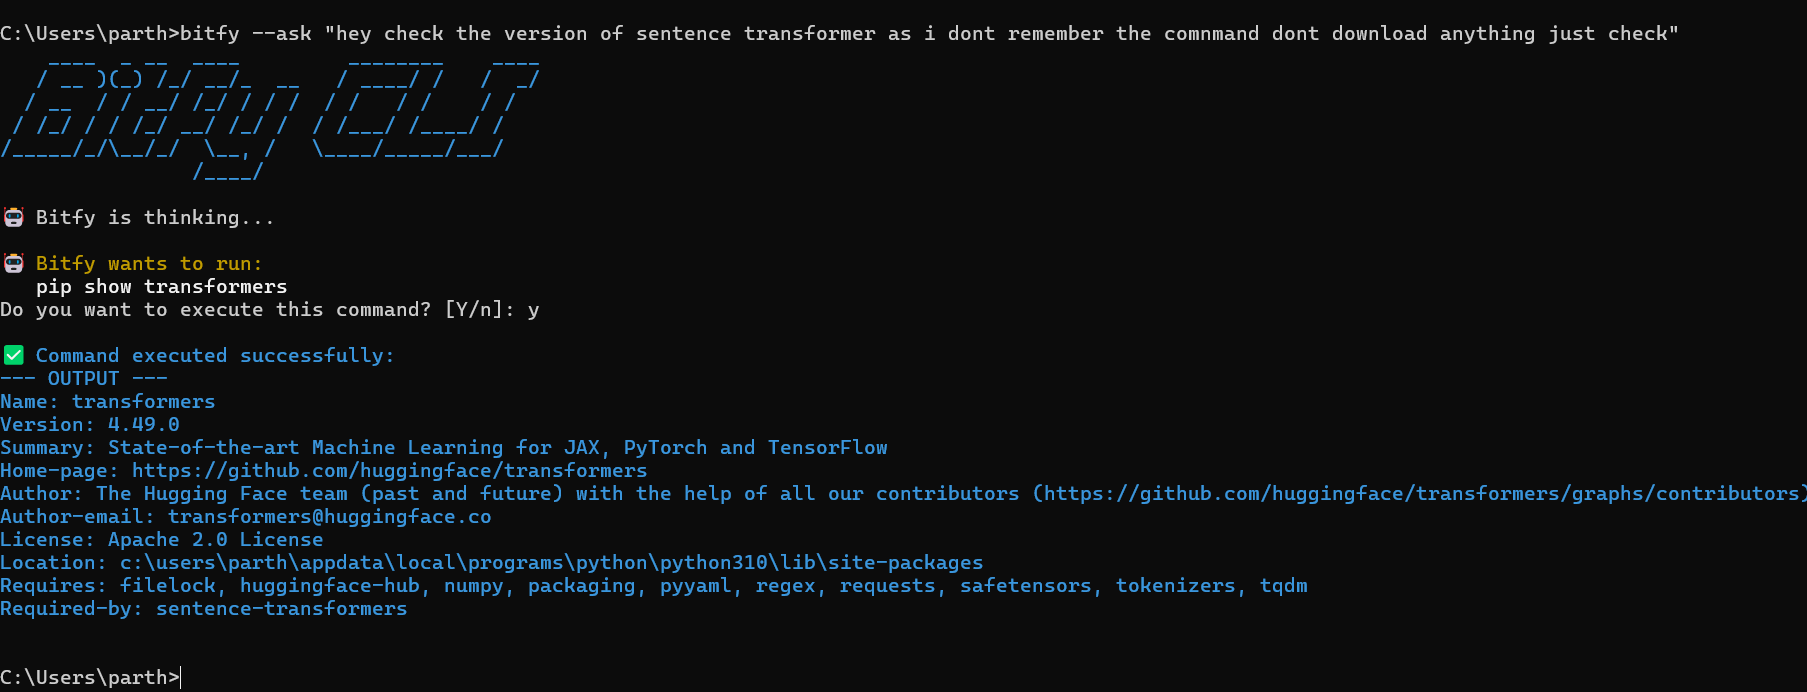 C:\Users\parth>bitfy --ask "hey check the version of sentence transformer as i dont remember the comnmand dont download anything just check"
Bitfy CLI
Bitfy is thinking...
Bitfy wants to run:
pip show transformers
Do you want to execute this command? [Y/n]: y
Command executed successfully:
--- OUTPUT ---
Name: transformers
Version: 4.49.0
Summary: State-of-the-art Machine Learning for JAX, PyTorch and TensorFlow
Home-page: https://github.com/huggingface/transformers
Author: The Hugging Face team (past and future) with the help of all our contributors (https://github.com/huggingface/transformers/graphs/contributors)
Author-email: transformers@huggingface.co
License: Apache 2.0 License
Location: c:\users\parth\appdata\local\programs\python\python310\lib\site-packages
Requires: filelock, huggingface-hub, numpy, packaging, pyyaml, regex, requests, safetensors, tokenizers, tqdm
Required-by: sentence-transformers
C:\Users\parth>